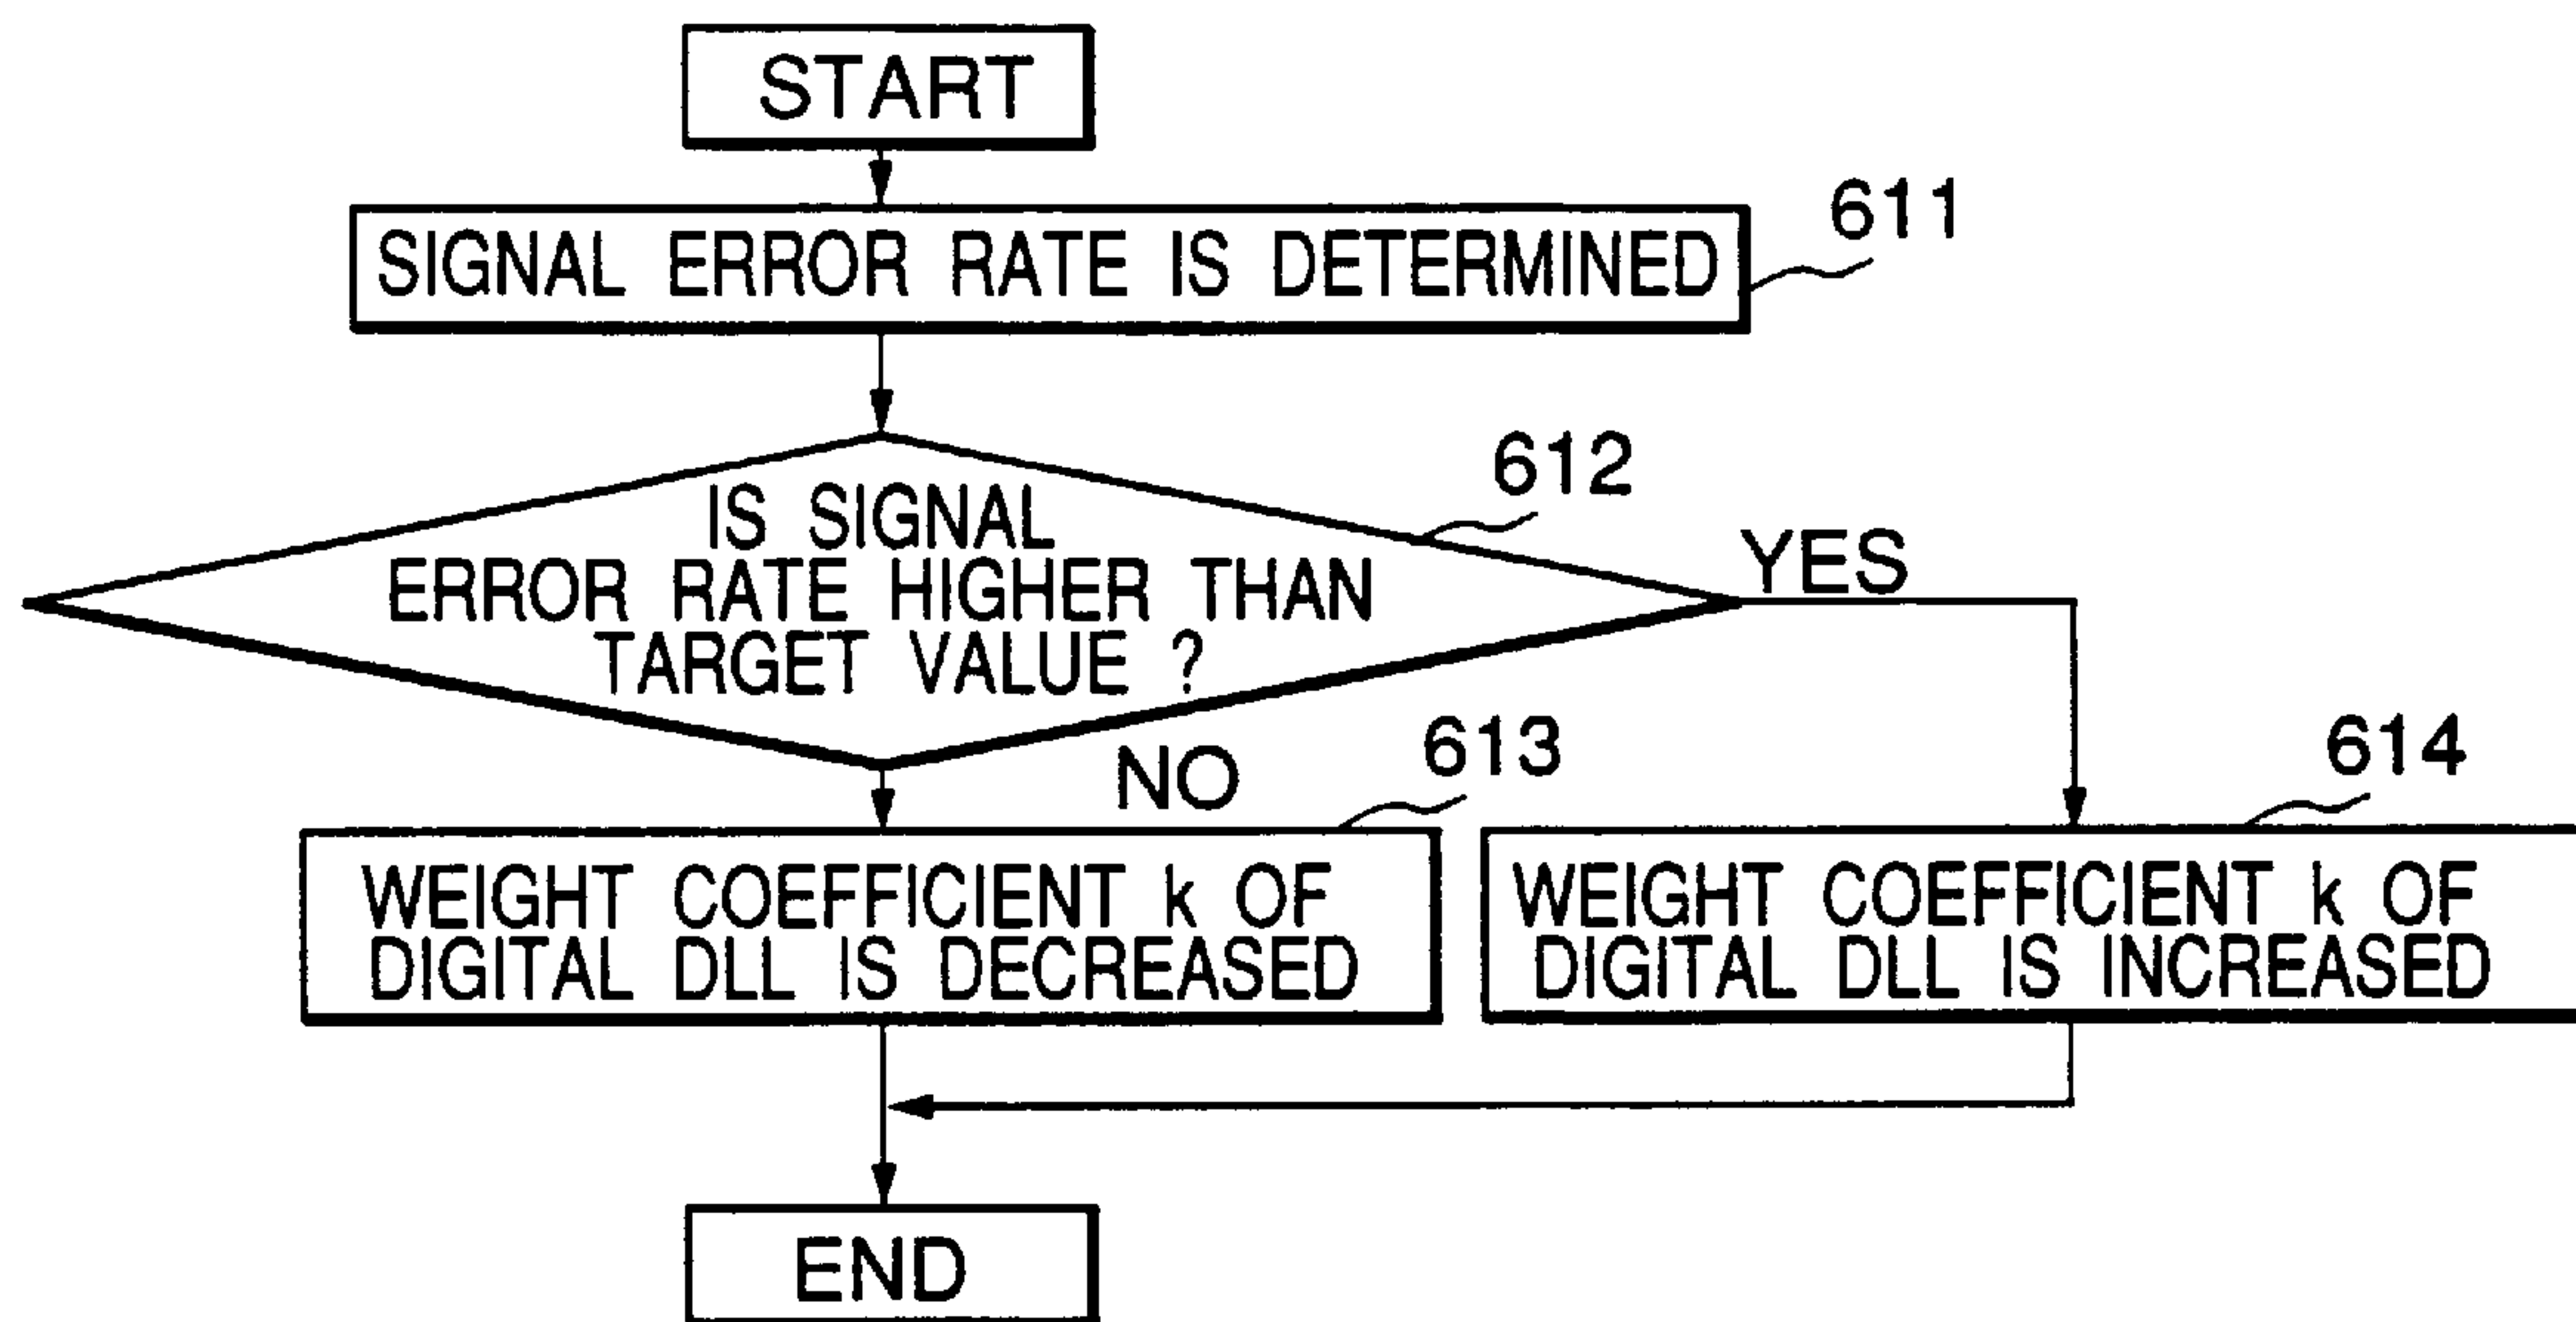 START
611
SIGNAL ERROR RATE IS DETERMINED
612
IS SIGNAL
ERROR RATE HIGHER THAN
TARGET VALUE ?
YES
NO
613
WEIGHT COEFFICIENT k OF
DIGITAL DLL IS DECREASED
614
WEIGHT COEFFICIENT k OF
DIGITAL DLL IS INCREASED
END